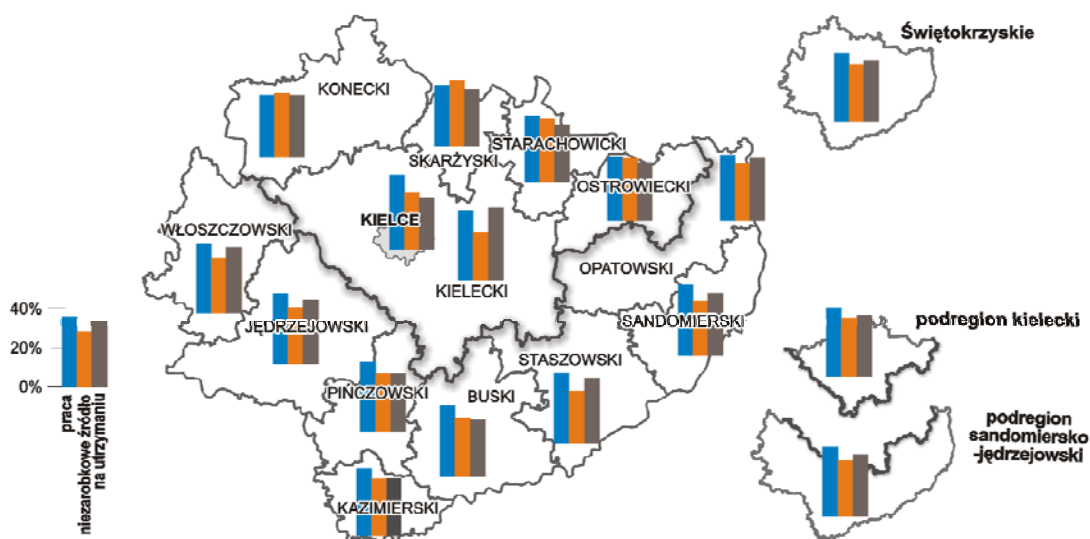 Świętokrzyskie
KONECKI
SKARŻYSKI
STARACHOWICKI
OSTROWIECKI
KIELCE
WŁOSZCZOWSKI
KIELECKI
OPATOWSKI
JĘDRZEJOWSKI
SANDOMIERSKI
STASZOWSKI
PIŃCZOWSKI
BUSKI
KAZIMIERSKI
40%
20%
0%
praca
niezarobkowe źródło
na utrzymaniu
podregion kielecki
podregion
sandomiersko
-jędrzejowski